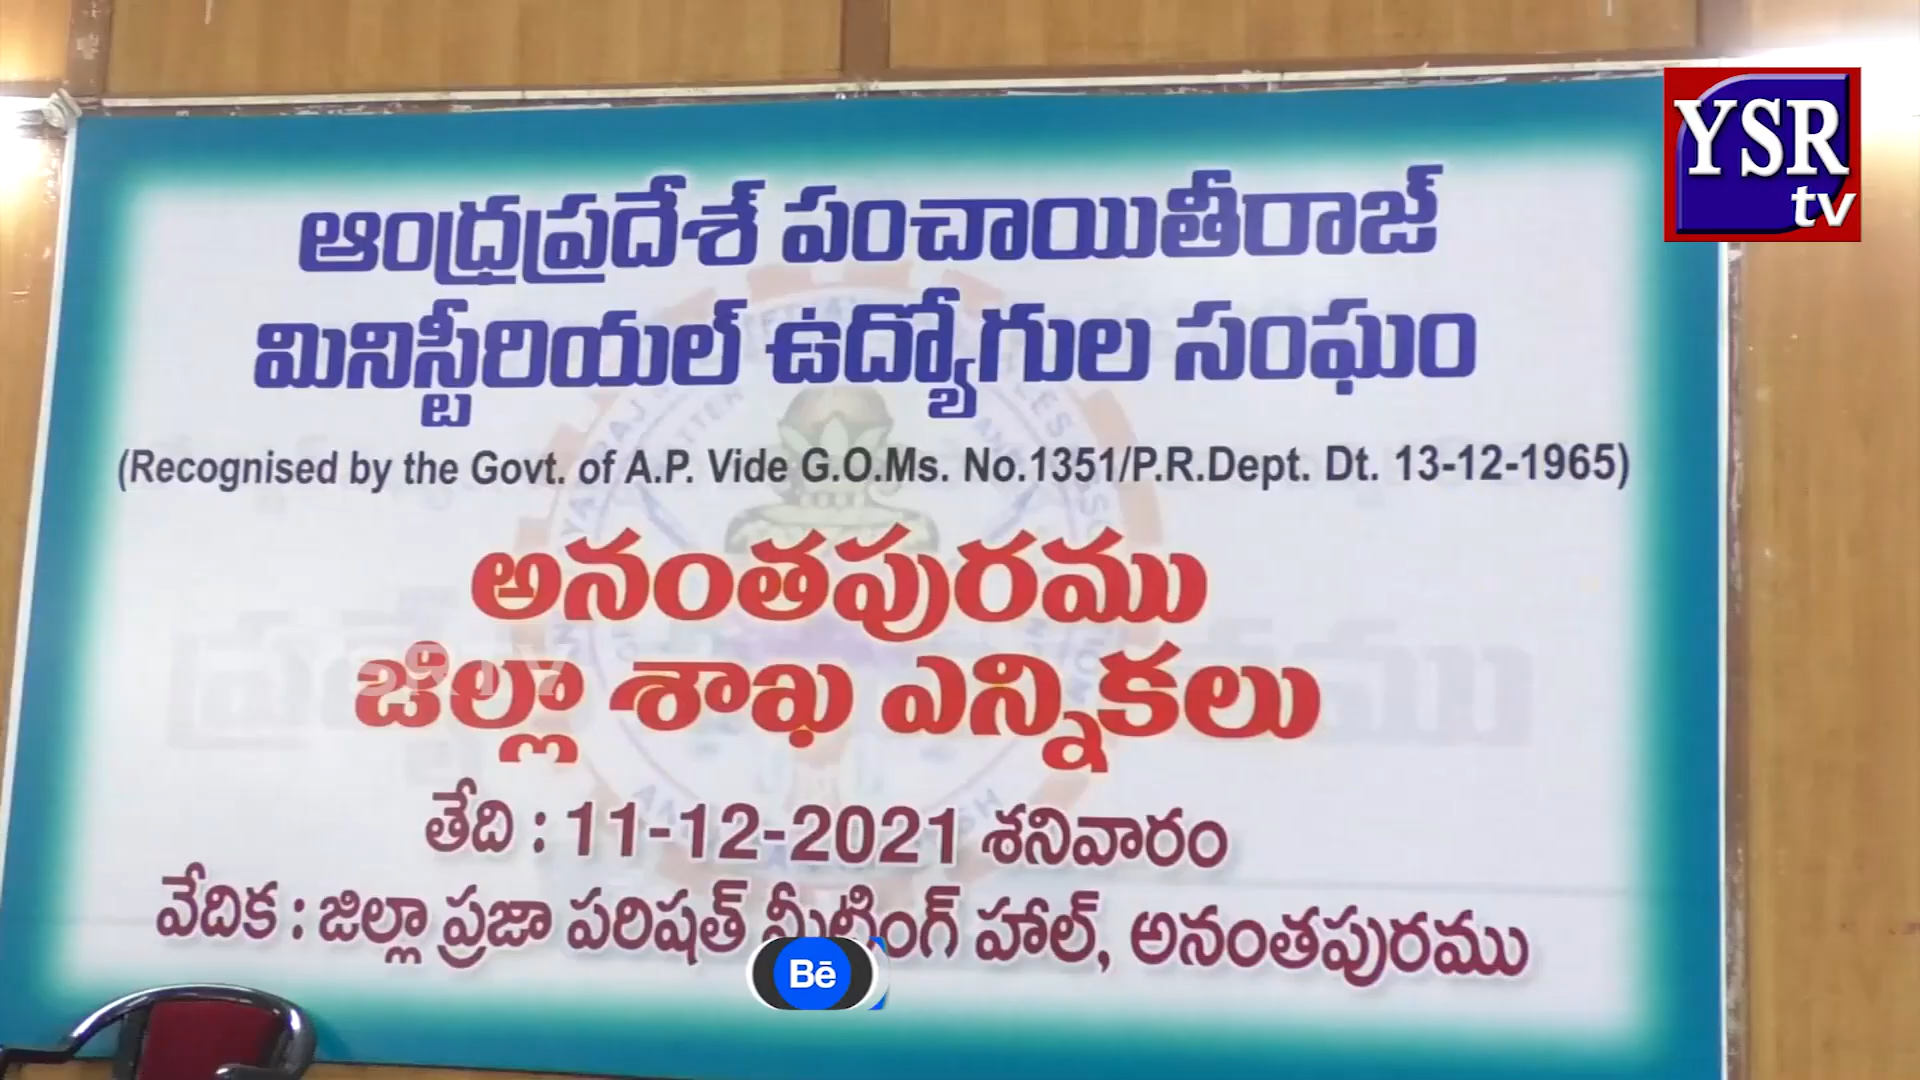 YSR
tv
ఆంధ్రప్రదేశ్ పంచాయితీరాజ్
మినిస్టీరియల్ ఉద్యోగుల సంఘం
(Recognised by the Govt. of A.P. Vide G.O.Ms. No.1351/P.R.Dept. Dt. 13-12-1965)
అనంతపురము
జిల్లా శాఖ ఎన్నికలు
తేది : 11-12-2021 శనివారం
వేదిక : జిల్లా ప్రజా పరిషత్ మీటింగ్ హాల్, అనంతపురము
Bē